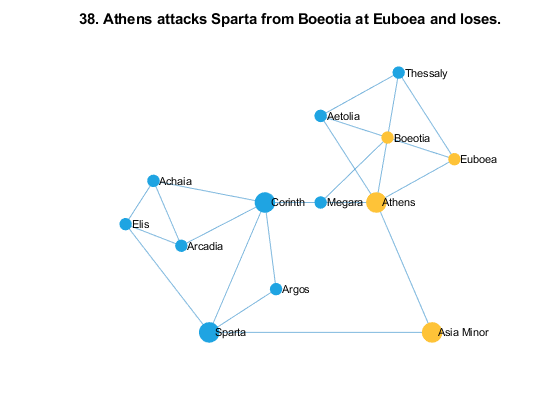 38. Athens attacks Sparta from Boeotia at Euboea and loses.
Thessaly
Aetolia
Boeotia
Euboea
Achaia
Corinth
Megara
Athens
Elis
Arcadia
Argos
Sparta
Asia Minor